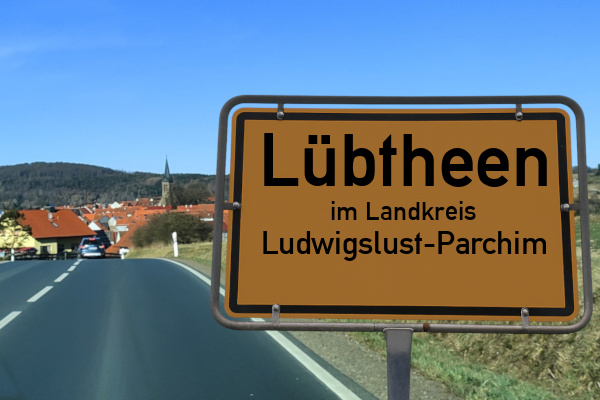 Lübtheen
im Landkreis
Ludwigslust-Parchim